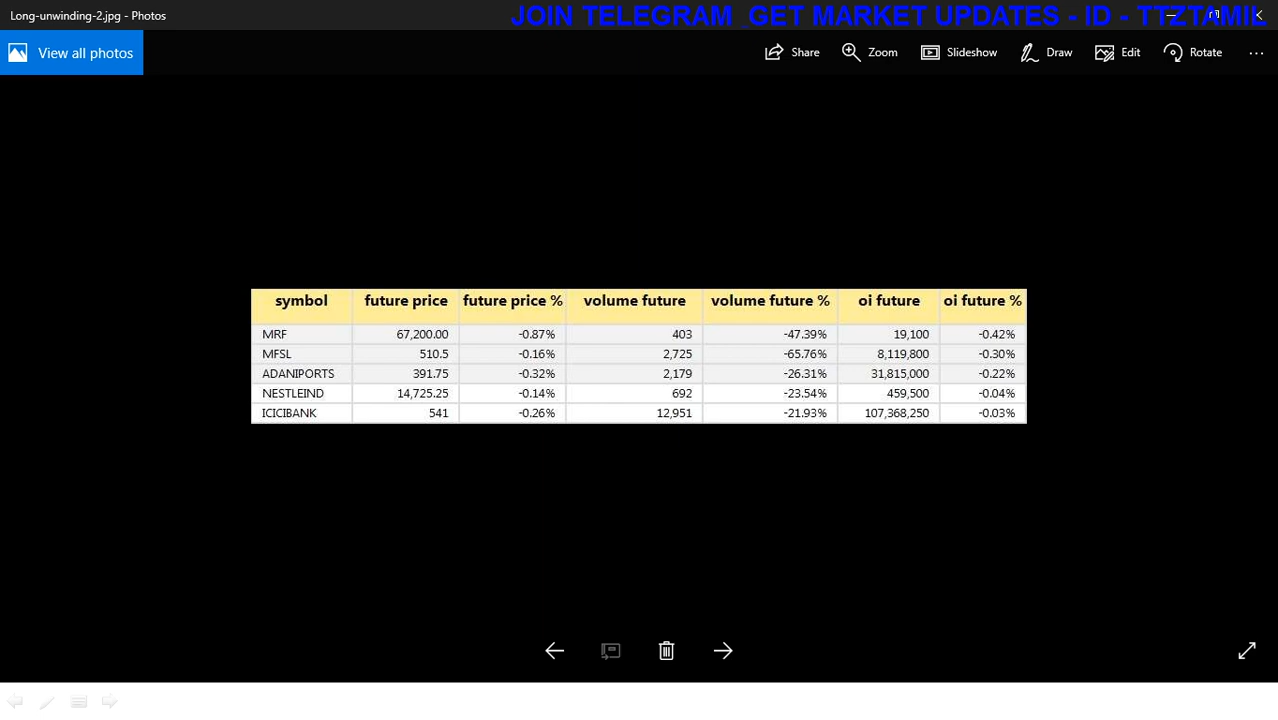 Long-unwinding-2.jpg - Photos
JOIN TELEGRAM GET MARKET UPDATES - ID - TTZTAMIL
View all photos Share Zoom Slideshow Draw Edit Rotate
symbol future price future price % volume future volume future % oi future oi future %
MRF 67,200.00 -0.87% 403 -47.39% 19,100 -0.42%
MFSL 510.5 -0.16% 2,725 -65.76% 8,119,800 -0.30%
ADANIPORTS 391.75 -0.32% 2,179 -26.31% 31,815,000 -0.22%
NESTLEIND 14,725.25 -0.14% 692 -23.54% 459,500 -0.04%
ICICIBANK 541 -0.26% 12,951 -21.93% 107,368,250 -0.03%